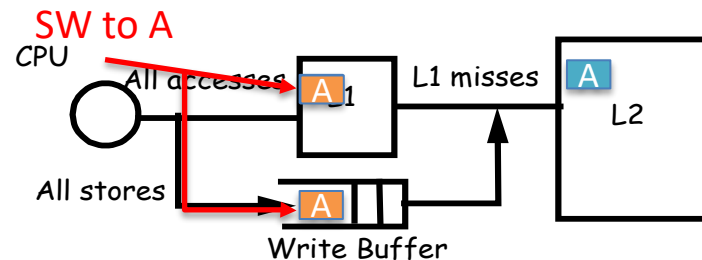 SW to A
CPU
All accesses
A
L1 misses
A
L2
All stores
A
Write Buffer